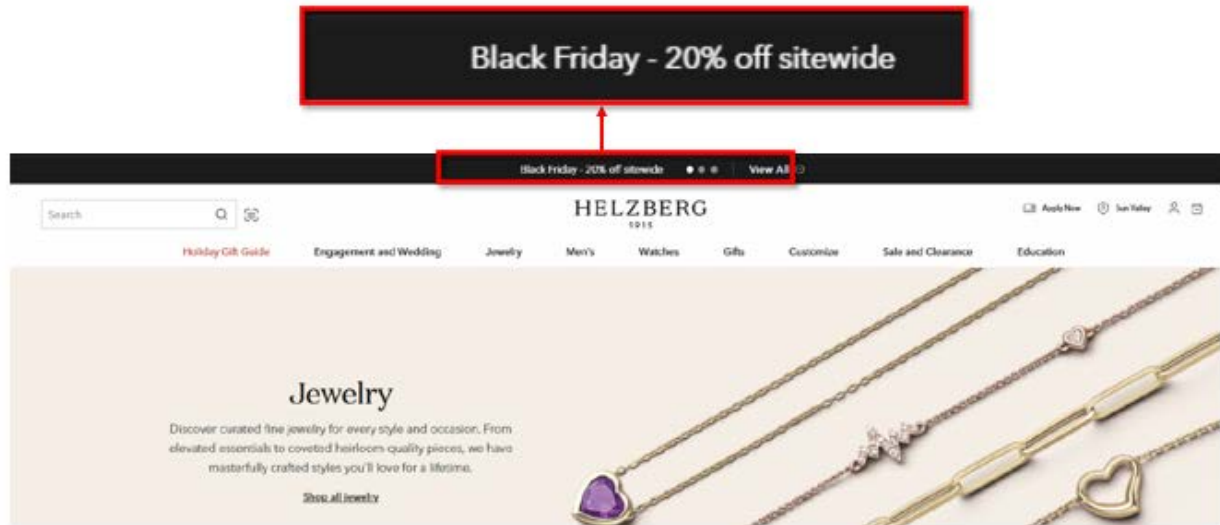 Black Friday - 20% off sitewide
Black Friday - 20% off sitewide View All
Search
HELZBERG
1915
Apply Now Sun Valley
Holiday Gift Guide Engagement and Wedding Jewelry Men's Watches Gifts Customize Sale and Clearance Education
Jewelry
Discover curated fine jewelry for every style and occasion. From
elevated essentials to coveted heirloom-quality pieces, we have
masterfully crafted styles you'll love for a lifetime.
Shop all jewelry